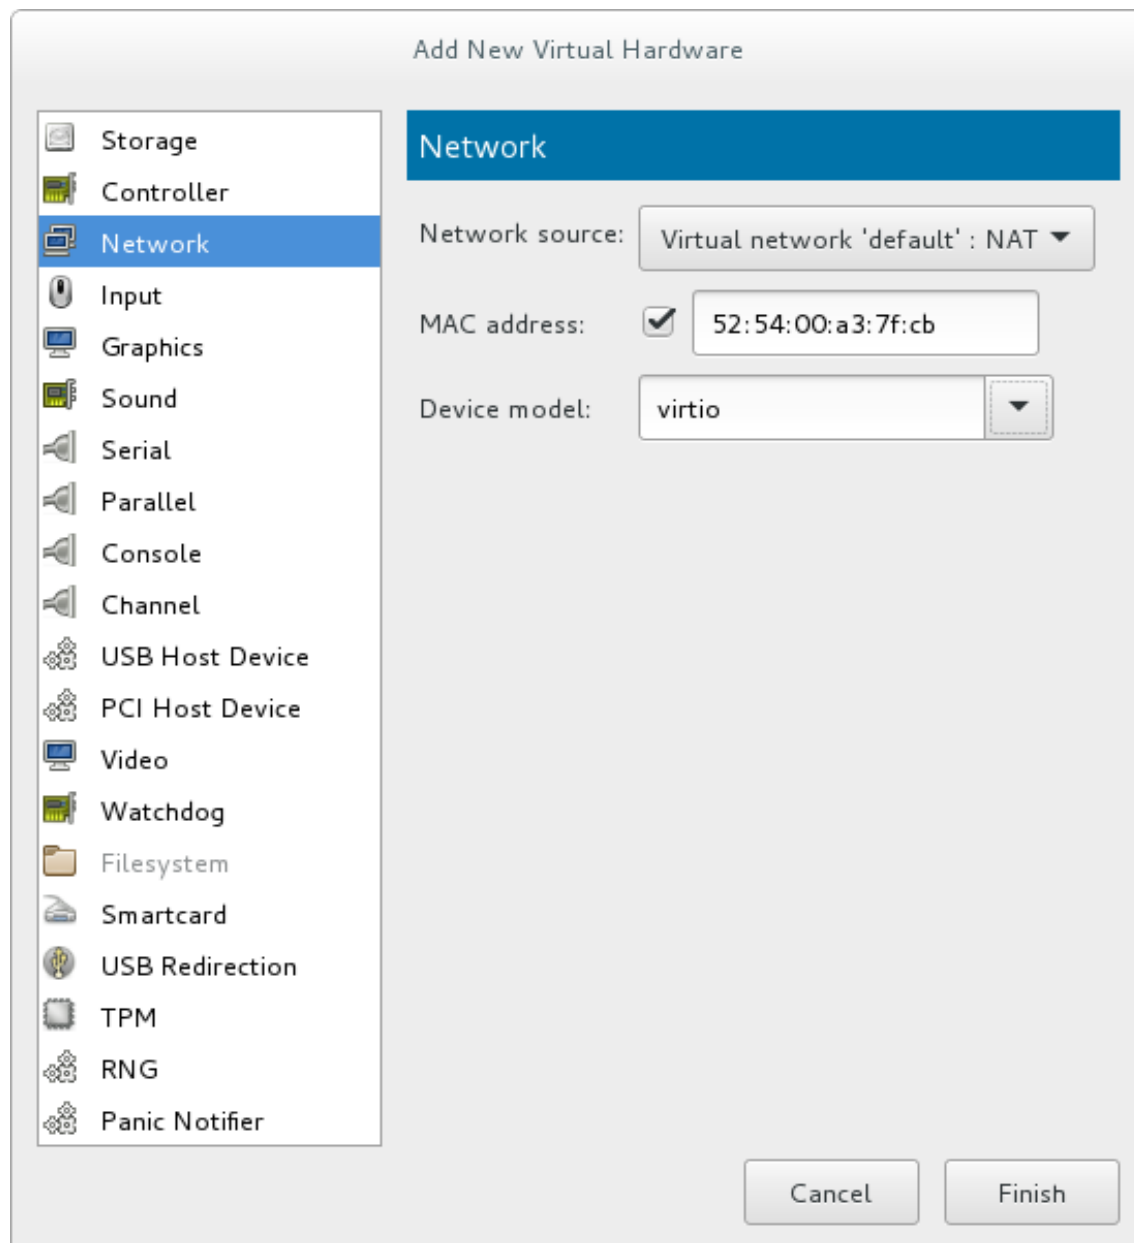 Add New Virtual Hardware
Storage
Controller
Network
Input
Graphics
Sound
Serial
Parallel
Console
Channel
USB Host Device
PCI Host Device
Video
Watchdog
Filesystem
Smartcard
USB Redirection
TPM
RNG
Panic Notifier
Network
Network source: Virtual network 'default' : NAT
MAC address: 52:54:00:a3:7f:cb
Device model: virtio
Cancel Finish